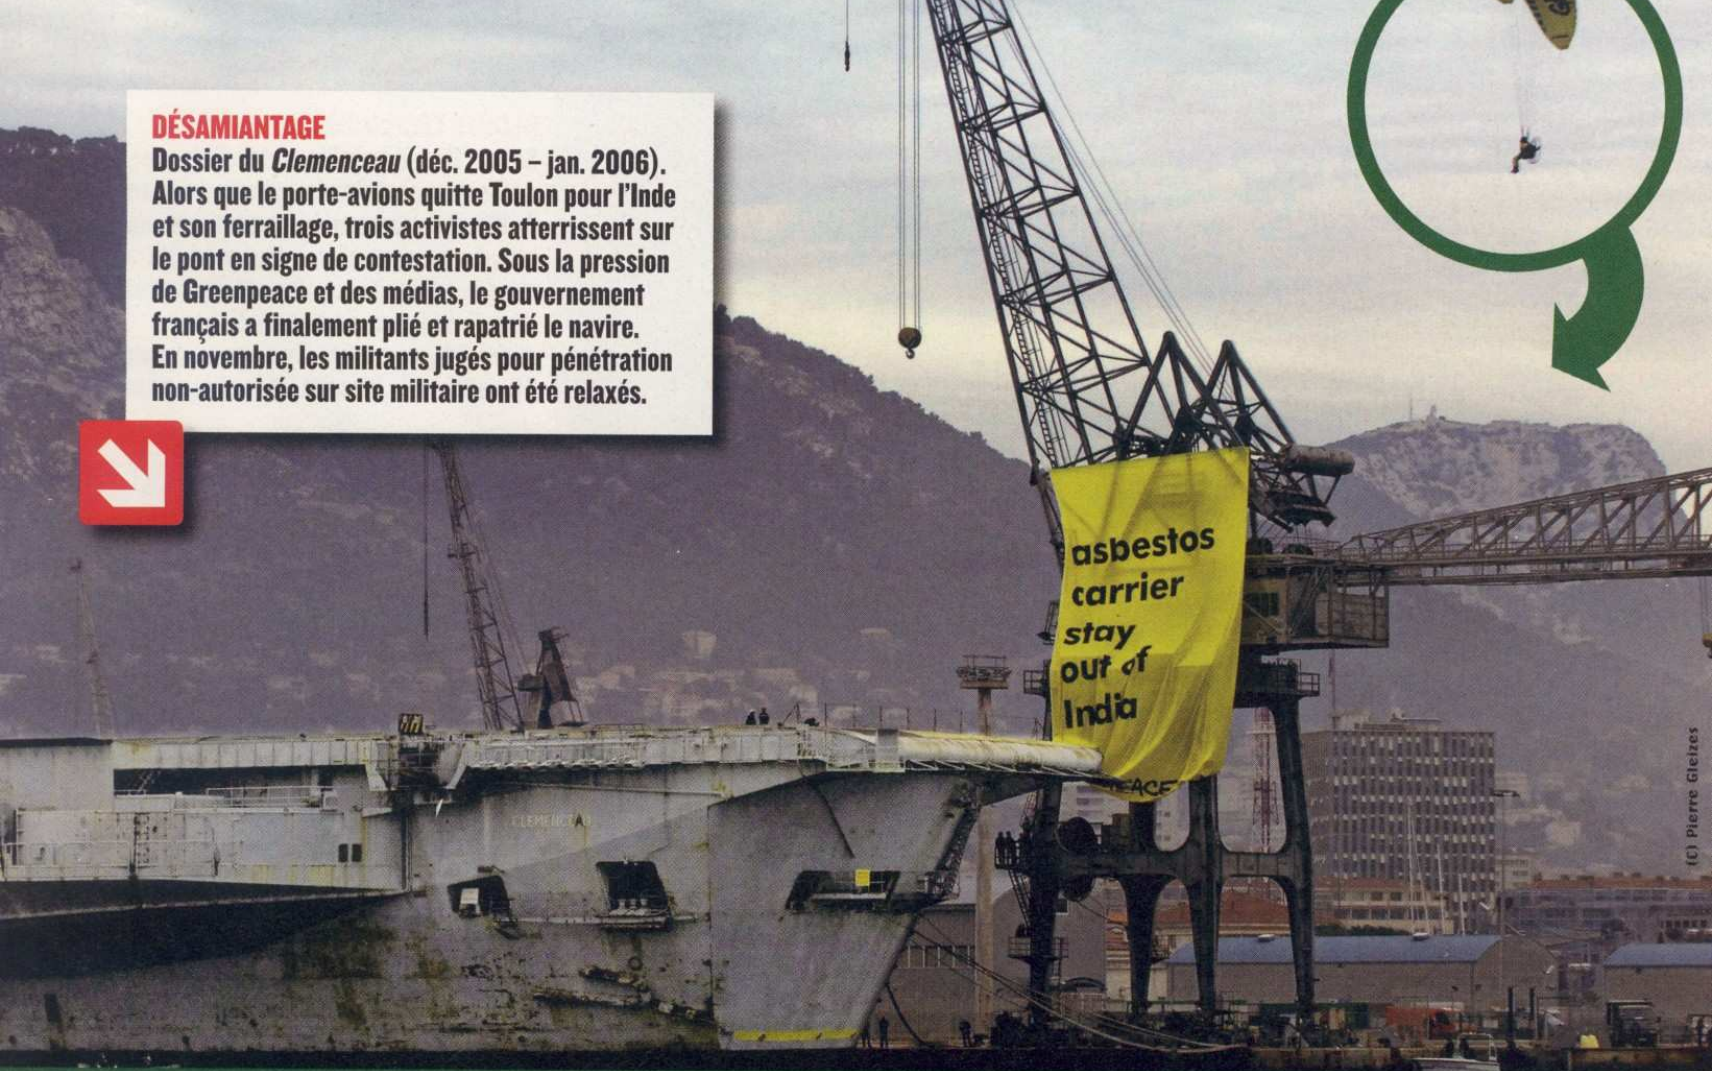 DÉSAMIANTAGE
Dossier du Clemenceau (déc. 2005 – jan. 2006).
Alors que le porte-avions quitte Toulon pour l'Inde
et son ferraillage, trois activistes atterrissent sur
le pont en signe de contestation. Sous la pression
de Greenpeace et des médias, le gouvernement
français a finalement plié et rapatrié le navire.
En novembre, les militants jugés pour pénétration
non-autorisée sur site militaire ont été relaxés.
asbestos
carrier
stay
out of
India
CLEMENCEAU
(C) Pierre Gleizes